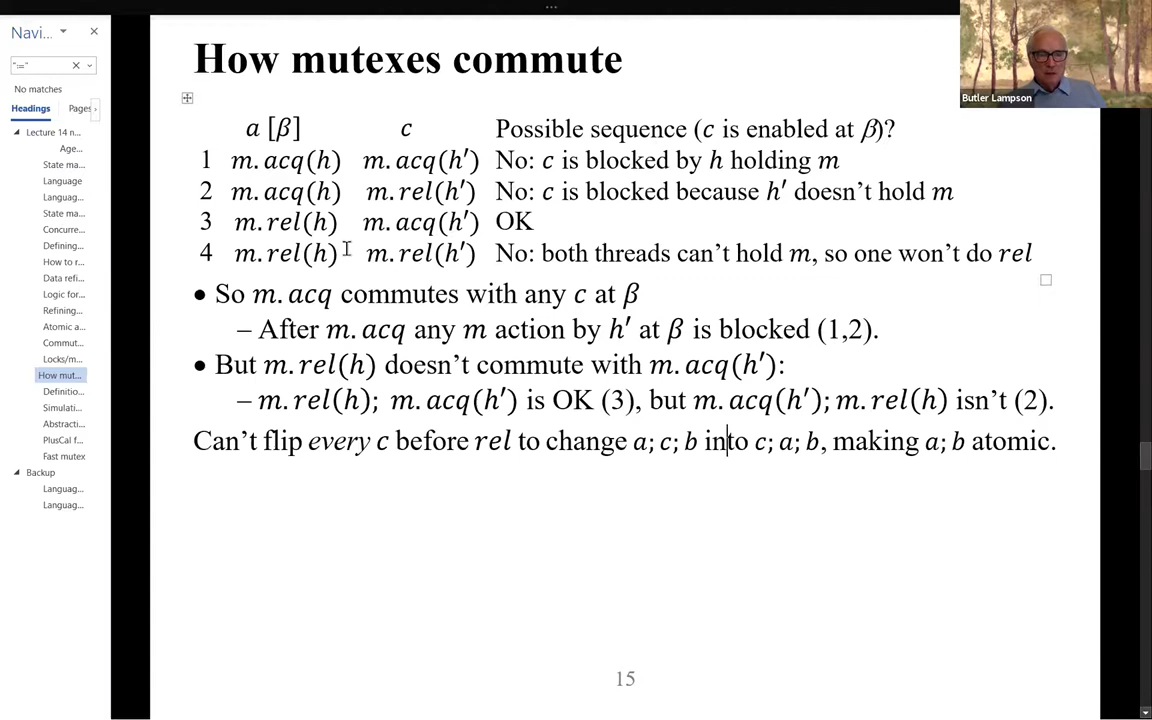 Navi...
":="
No matches
Headings
Pages
Lecture 14 n...
Age...
State ma...
Language
Languag...
State ma...
Concurre...
Defining...
How to r...
Data refi...
Logic for...
Refining...
Atomic a...
Commut...
Locks/m...
How mut...
Definitio...
Simulati...
Abstracti...
PlusCal f...
Fast mutex
Backup
Languag...
Languag...
Butler Lampson
How mutexes commute
a [β] c Possible sequence (c is enabled at β)?
1 m.acq(h) m.acq(h′) No: c is blocked by h holding m
2 m.acq(h) m.rel(h′) No: c is blocked because h′ doesn't hold m
3 m.rel(h) m.acq(h′) OK
4 m.rel(h) m.rel(h′) No: both threads can't hold m, so one won't do rel
• So m.acq commutes with any c at β
– After m.acq any m action by h′ at β is blocked (1,2).
• But m.rel(h) doesn't commute with m.acq(h′):
– m.rel(h); m.acq(h′) is OK (3), but m.acq(h′); m.rel(h) isn't (2).
Can't flip every c before rel to change a; c; b into c; a; b, making a; b atomic.
15